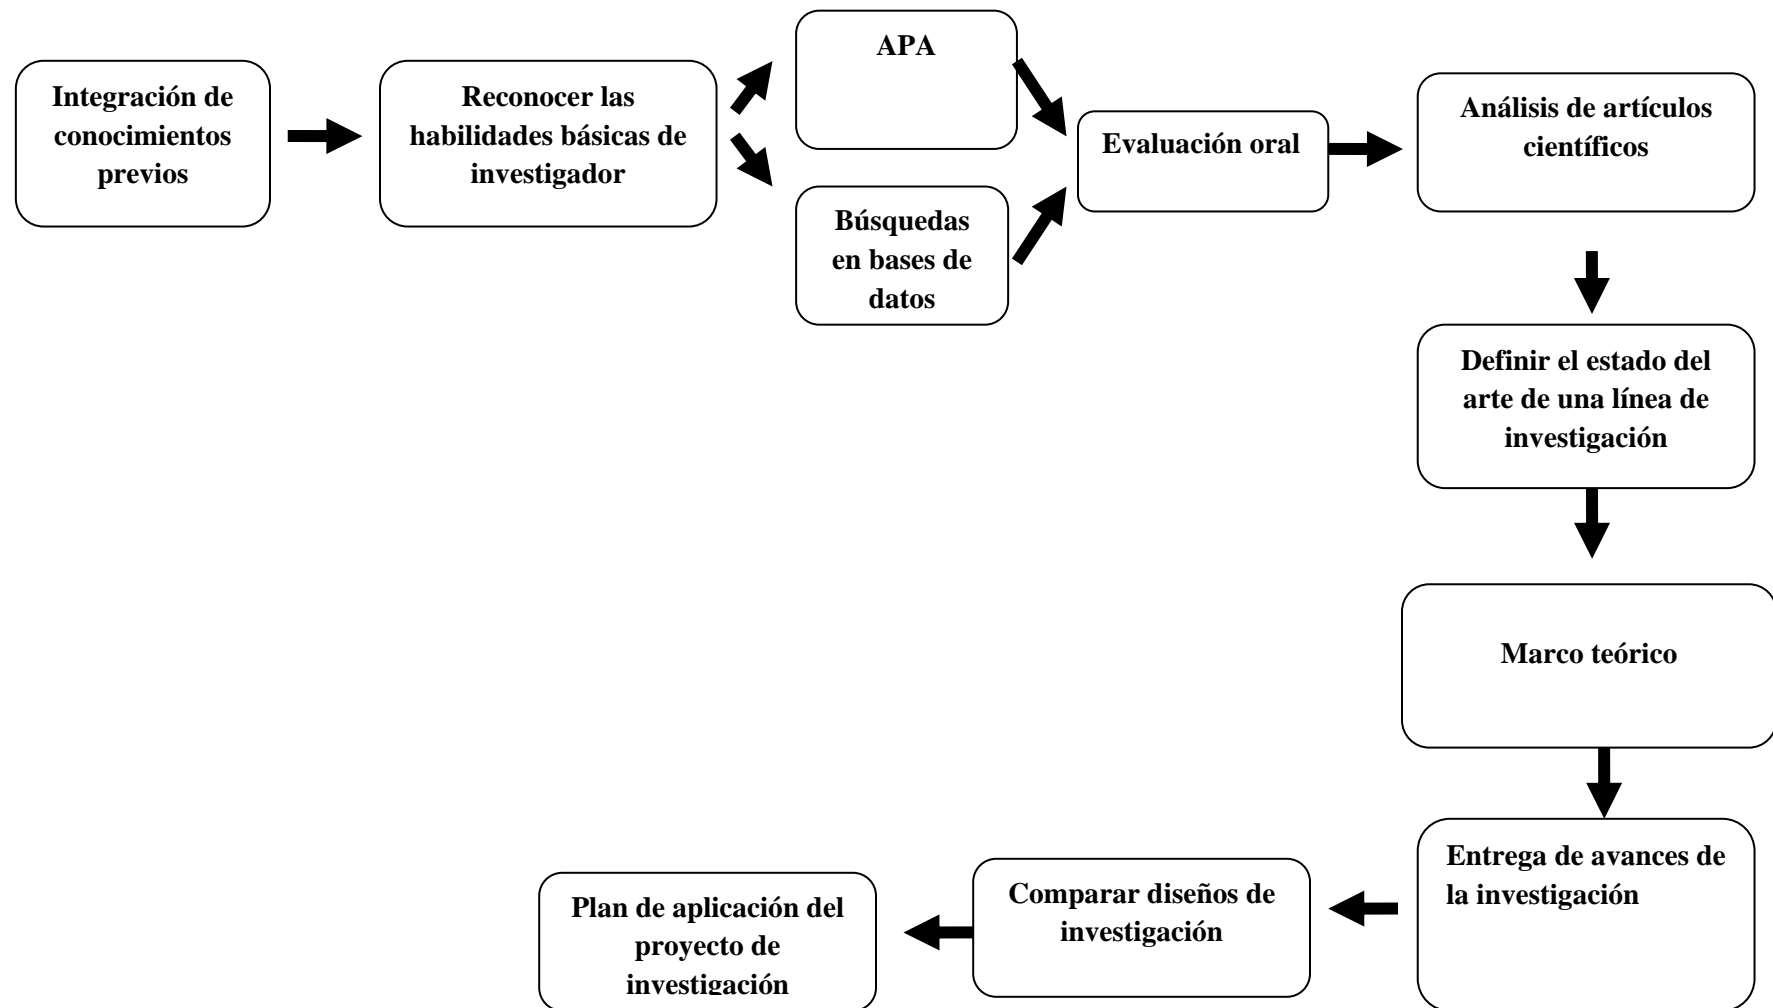 Integración de
conocimientos
previos
Reconocer las
habilidades básicas de
investigador
APA
Búsquedas
en bases de
datos
Evaluación oral
Análisis de artículos
científicos
Definir el estado del
arte de una línea de
investigación
Marco teórico
Entrega de avances de
la investigación
Comparar diseños de
investigación
Plan de aplicación del
proyecto de
investigación